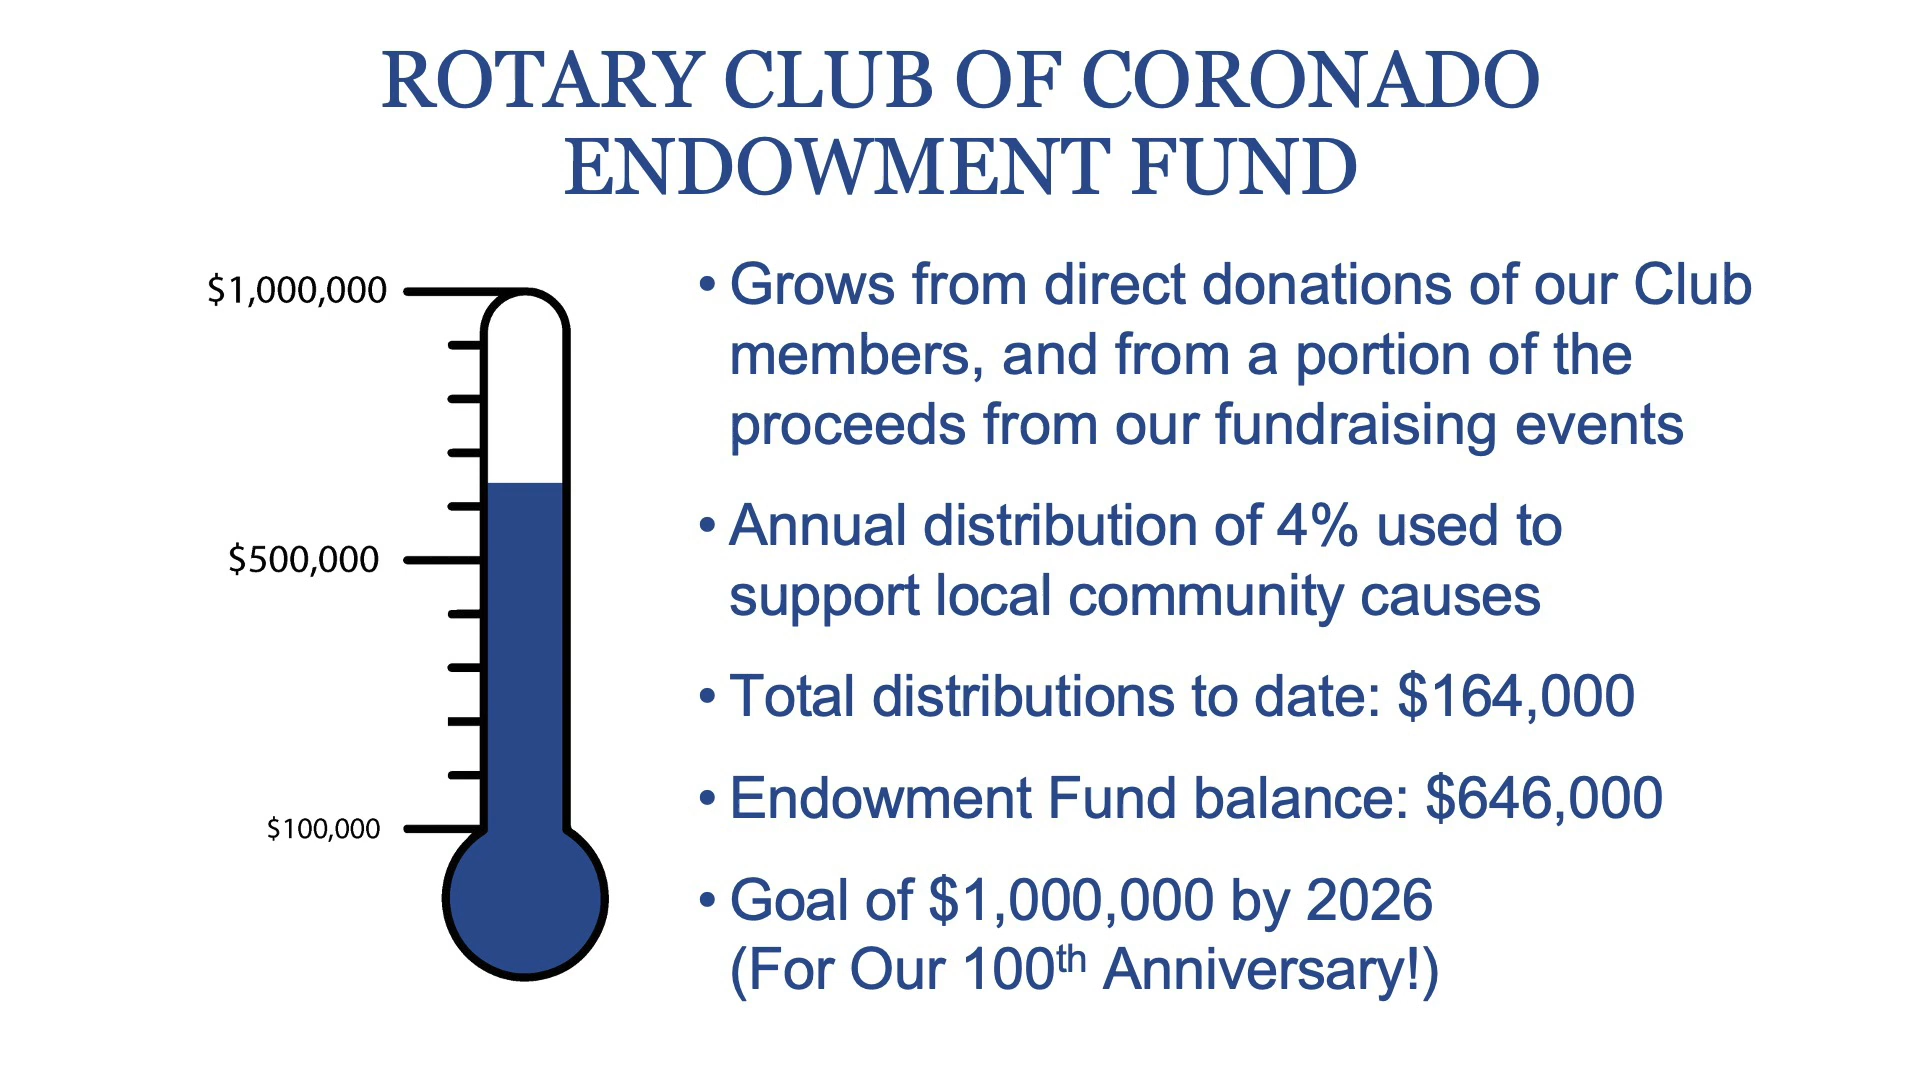 ROTARY CLUB OF CORONADO
ENDOWMENT FUND
$1,000,000
$500,000
$100,000
• Grows from direct donations of our Club
members, and from a portion of the
proceeds from our fundraising events
• Annual distribution of 4% used to
support local community causes
• Total distributions to date: $164,000
• Endowment Fund balance: $646,000
• Goal of $1,000,000 by 2026
(For Our 100th Anniversary!)